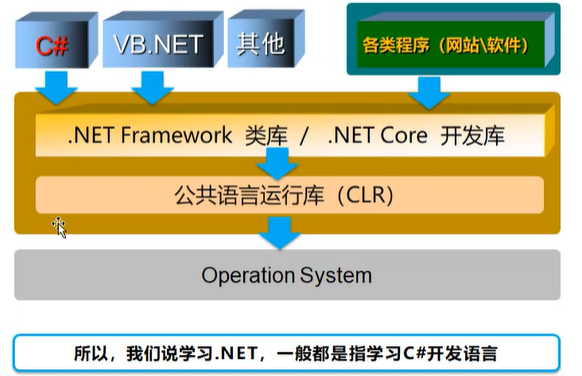 C# VB.NET 其他 各类程序（网站\软件）
.NET Framework 类库 / .NET Core 开发库
公共语言运行库（CLR）
Operation System
所以，我们说学习.NET，一般都是指学习C#开发语言